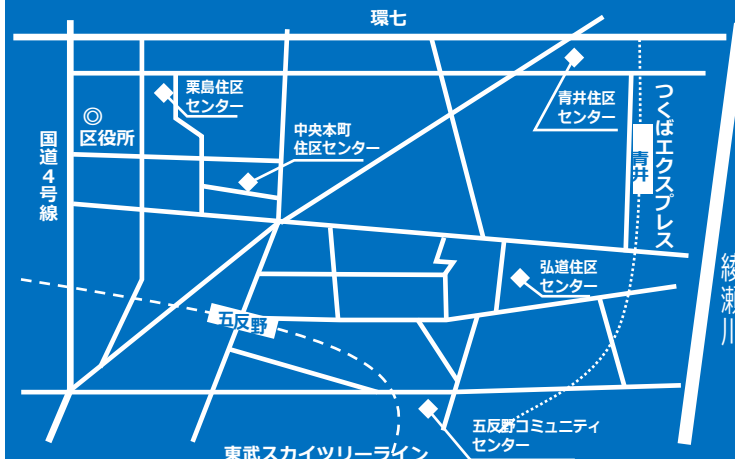 環七
栗島住区
センター
◎
区役所
中央本町
住区センター
青井住区
センター
つくばエクスプレス
青井
国道4号線
弘道住区
センター
綾瀬川
五反野
五反野コミュニティ
センター
東武スカイツリーライン